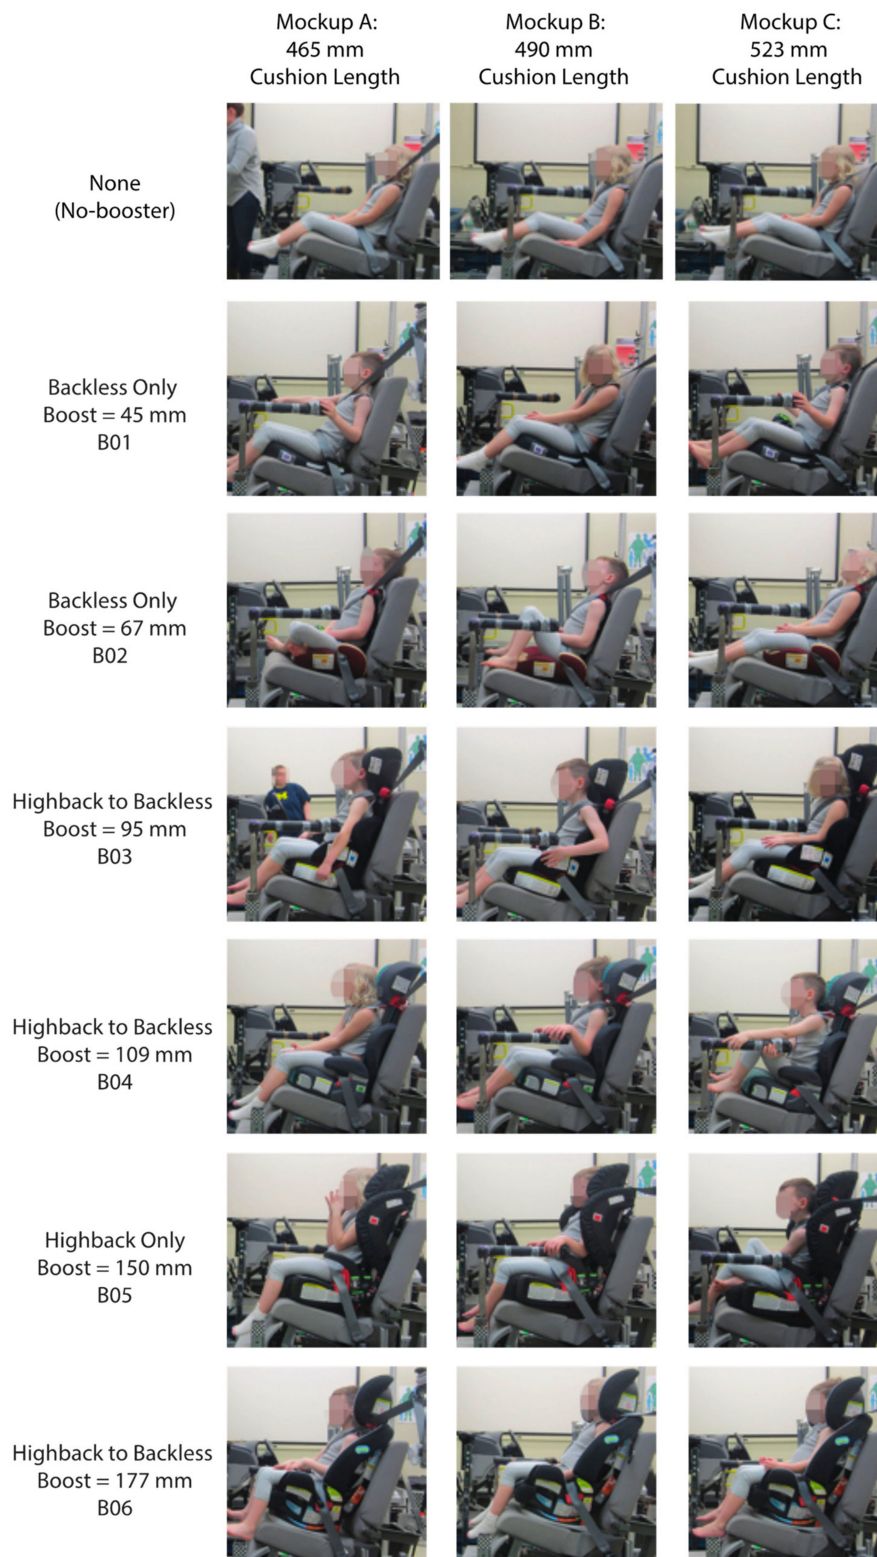 Mockup A:
465 mm
Cushion Length
Mockup B:
490 mm
Cushion Length
Mockup C:
523 mm
Cushion Length
None
(No-booster)
Backless Only
Boost = 45 mm
B01
Backless Only
Boost = 67 mm
B02
Highback to Backless
Boost = 95 mm
B03
Highback to Backless
Boost = 109 mm
B04
Highback Only
Boost = 150 mm
B05
Highback to Backless
Boost = 177 mm
B06